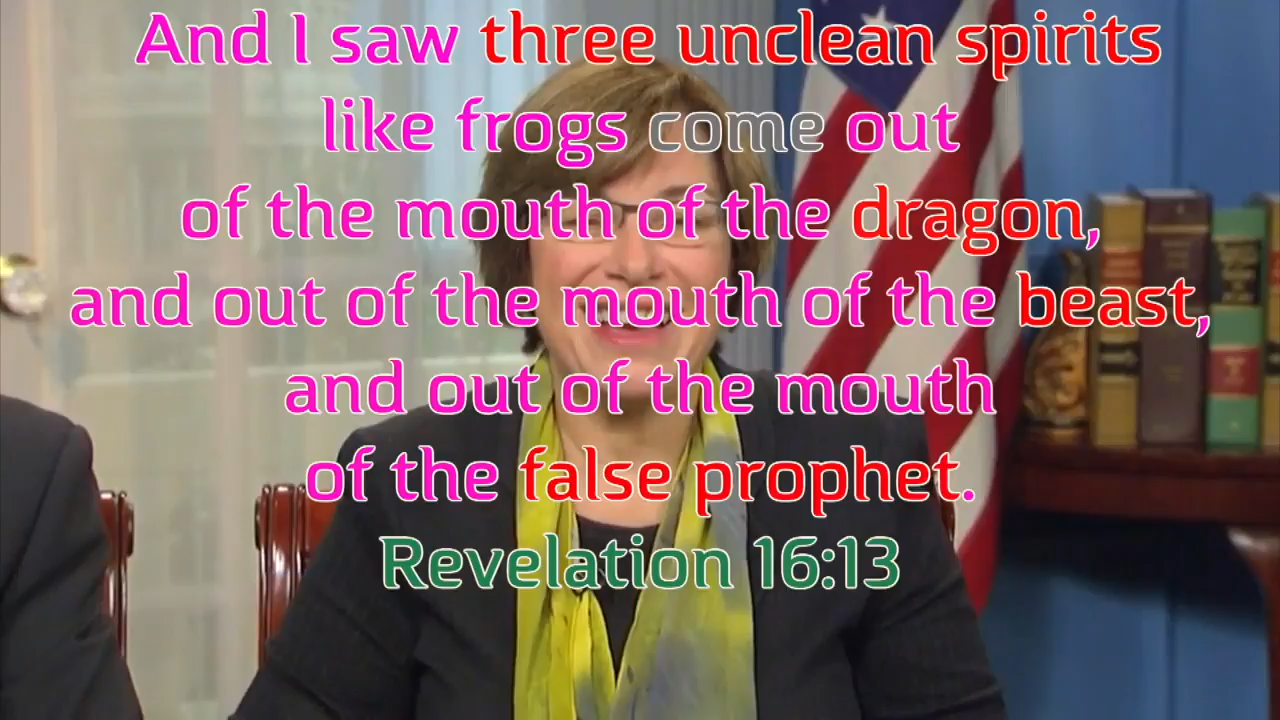 And I saw three unclean spirits
like frogs come out
of the mouth of the dragon,
and out of the mouth of the beast,
and out of the mouth
of the false prophet.
Revelation 16:13